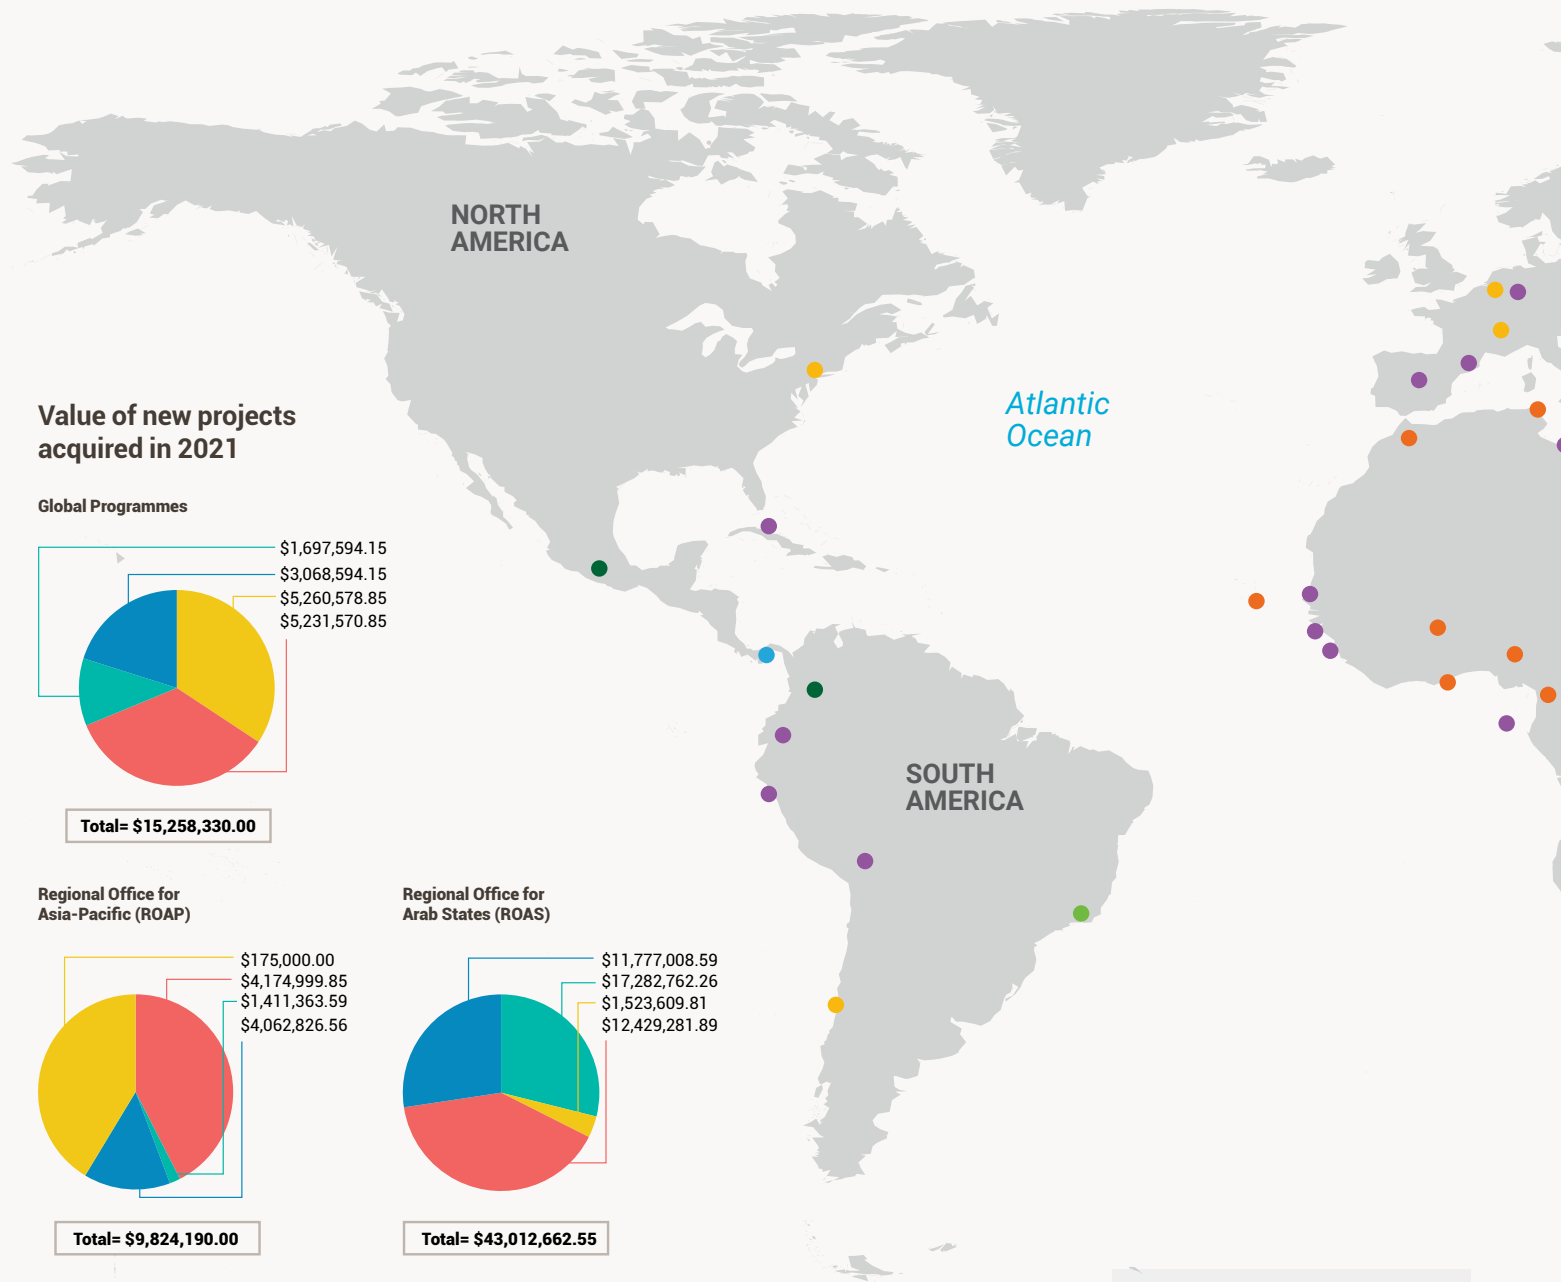 NORTH
AMERICA
Atlantic
Ocean
SOUTH
AMERICA
Value of new projects
acquired in 2021
Global Programmes
$1,697,594.15
$3,068,594.15
$5,260,578.85
$5,231,570.85
Total= $15,258,330.00
Regional Office for
Asia-Pacific (ROAP)
$175,000.00
$4,174,999.85
$1,411,363.59
$4,062,826.56
Total= $9,824,190.00
Regional Office for
Arab States (ROAS)
$11,777,008.59
$17,282,762.26
$1,523,609.81
$12,429,281.89
Total= $43,012,662.55